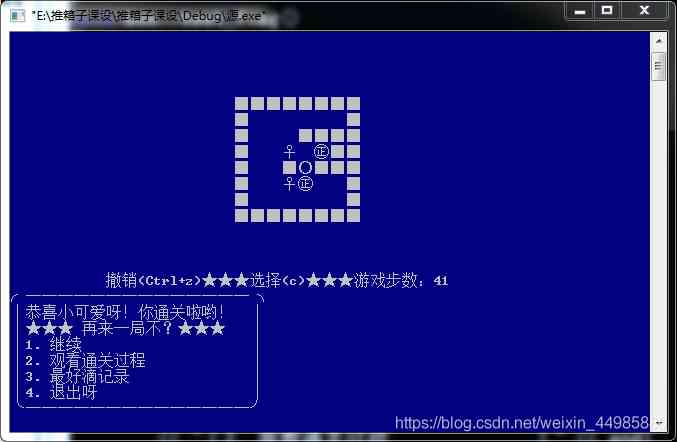 "E:\推箱子课设\推箱子课设\Debug\源.exe"
♀ ㊣
○
♀㊣
撤销(Ctrl+z)★★★选择(c)★★★游戏步数：41
恭喜小可爱呀！你通关啦哟！
★★★ 再来一局不？★★★
1. 继续
2. 观看通关过程
3. 最好滴记录
4. 退出呀
https://blog.csdn.net/weixin_449858